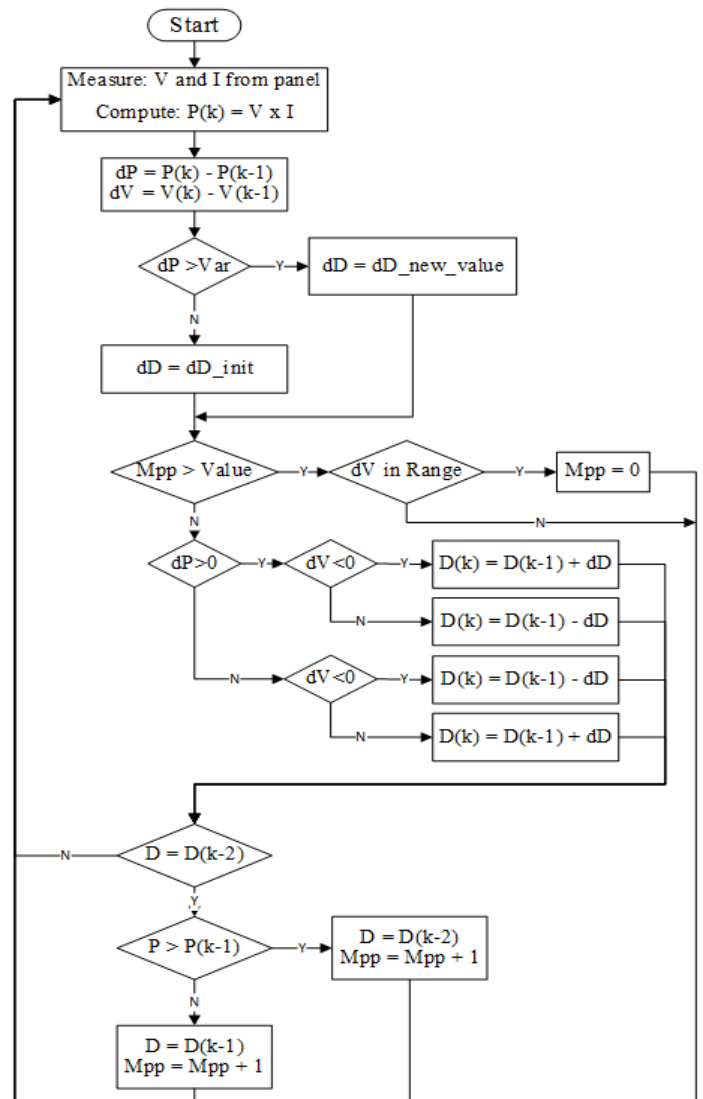 Start
Measure: V and I from panel
Compute: P(k) = V x I
dP = P(k) - P(k-1)
dV = V(k) - V(k-1)
dP >Var
Y
dD = dD_new_value
N
dD = dD_init
Mpp > Value
Y
dV in Range
Y
Mpp = 0
N
N
dP>0
Y
dV<0
Y
D(k) = D(k-1) + dD
N
D(k) = D(k-1) - dD
N
dV<0
Y
D(k) = D(k-1) - dD
N
D(k) = D(k-1) + dD
D = D(k-2)
N
Y
P > P(k-1)
Y
D = D(k-2)
Mpp = Mpp + 1
N
D = D(k-1)
Mpp = Mpp + 1